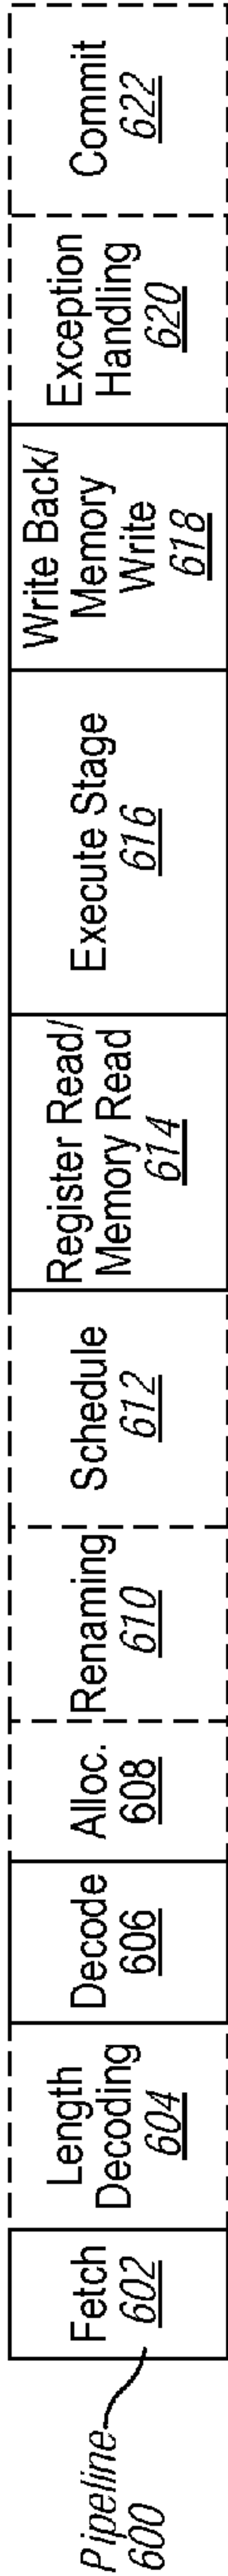 Pipeline
600
Fetch
602
Length
Decoding
604
Decode
606
Alloc.
608
Renaming
610
Schedule
612
Register Read/
Memory Read
614
Execute Stage
616
Write Back/
Memory
Write
618
Exception
Handling
620
Commit
622